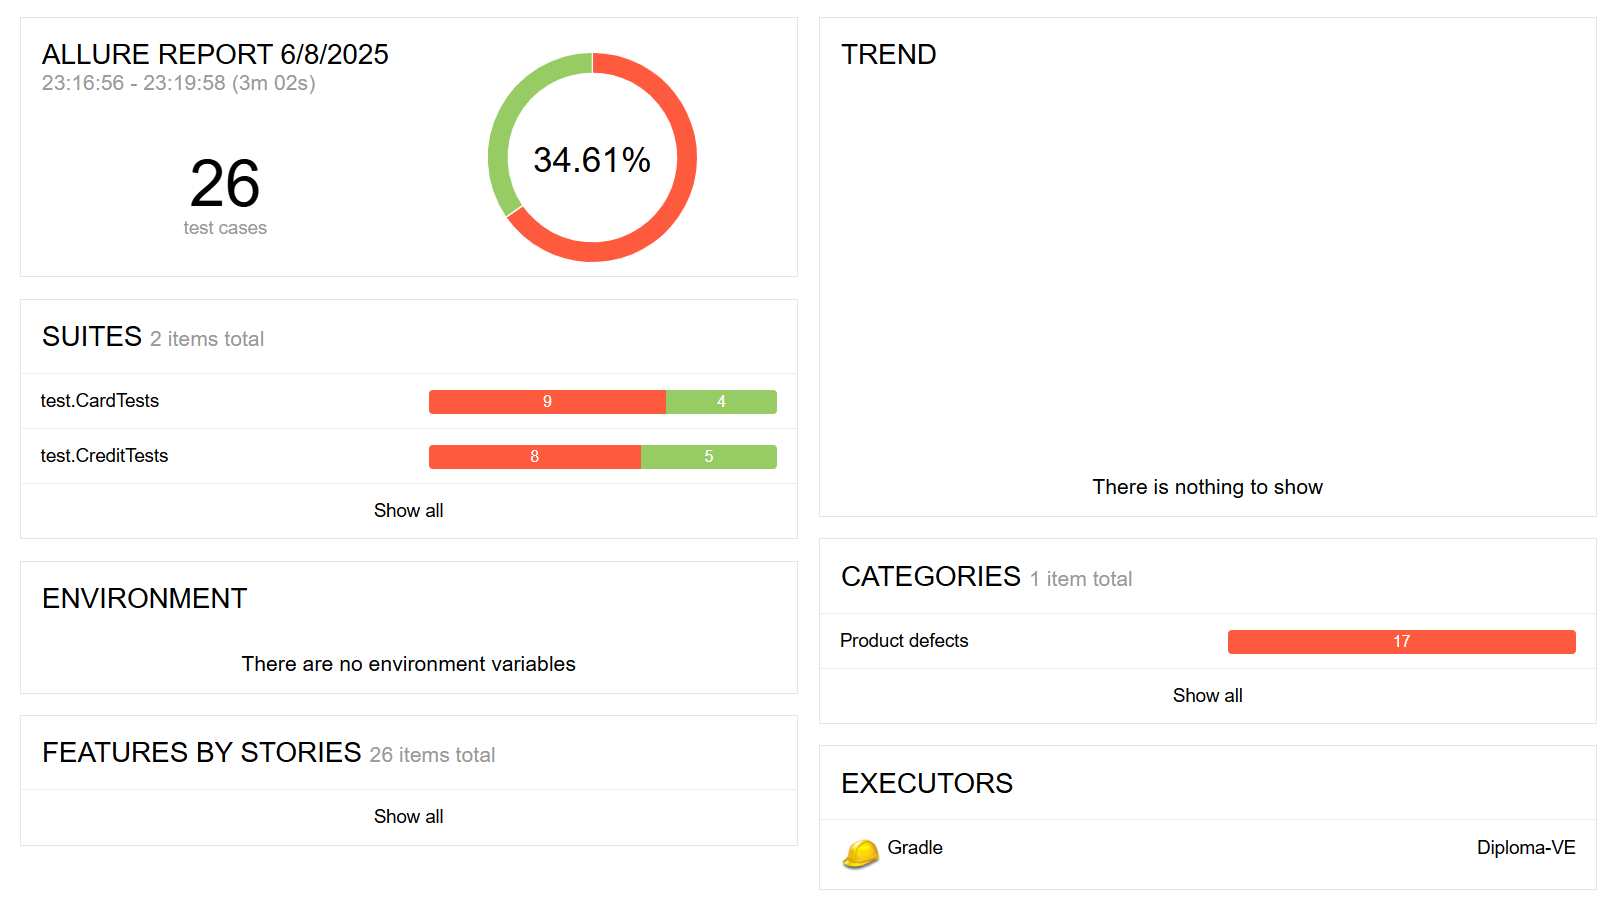 ALLURE REPORT 6/8/2025
23:16:56 - 23:19:58 (3m 02s)
26
test cases
34.61%
SUITES 2 items total
test.CardTests 9 4
test.CreditTests 8 5
Show all
ENVIRONMENT
There are no environment variables
FEATURES BY STORIES 26 items total
Show all
TREND
There is nothing to show
CATEGORIES 1 item total
Product defects 17
Show all
EXECUTORS
Gradle Diploma-VE